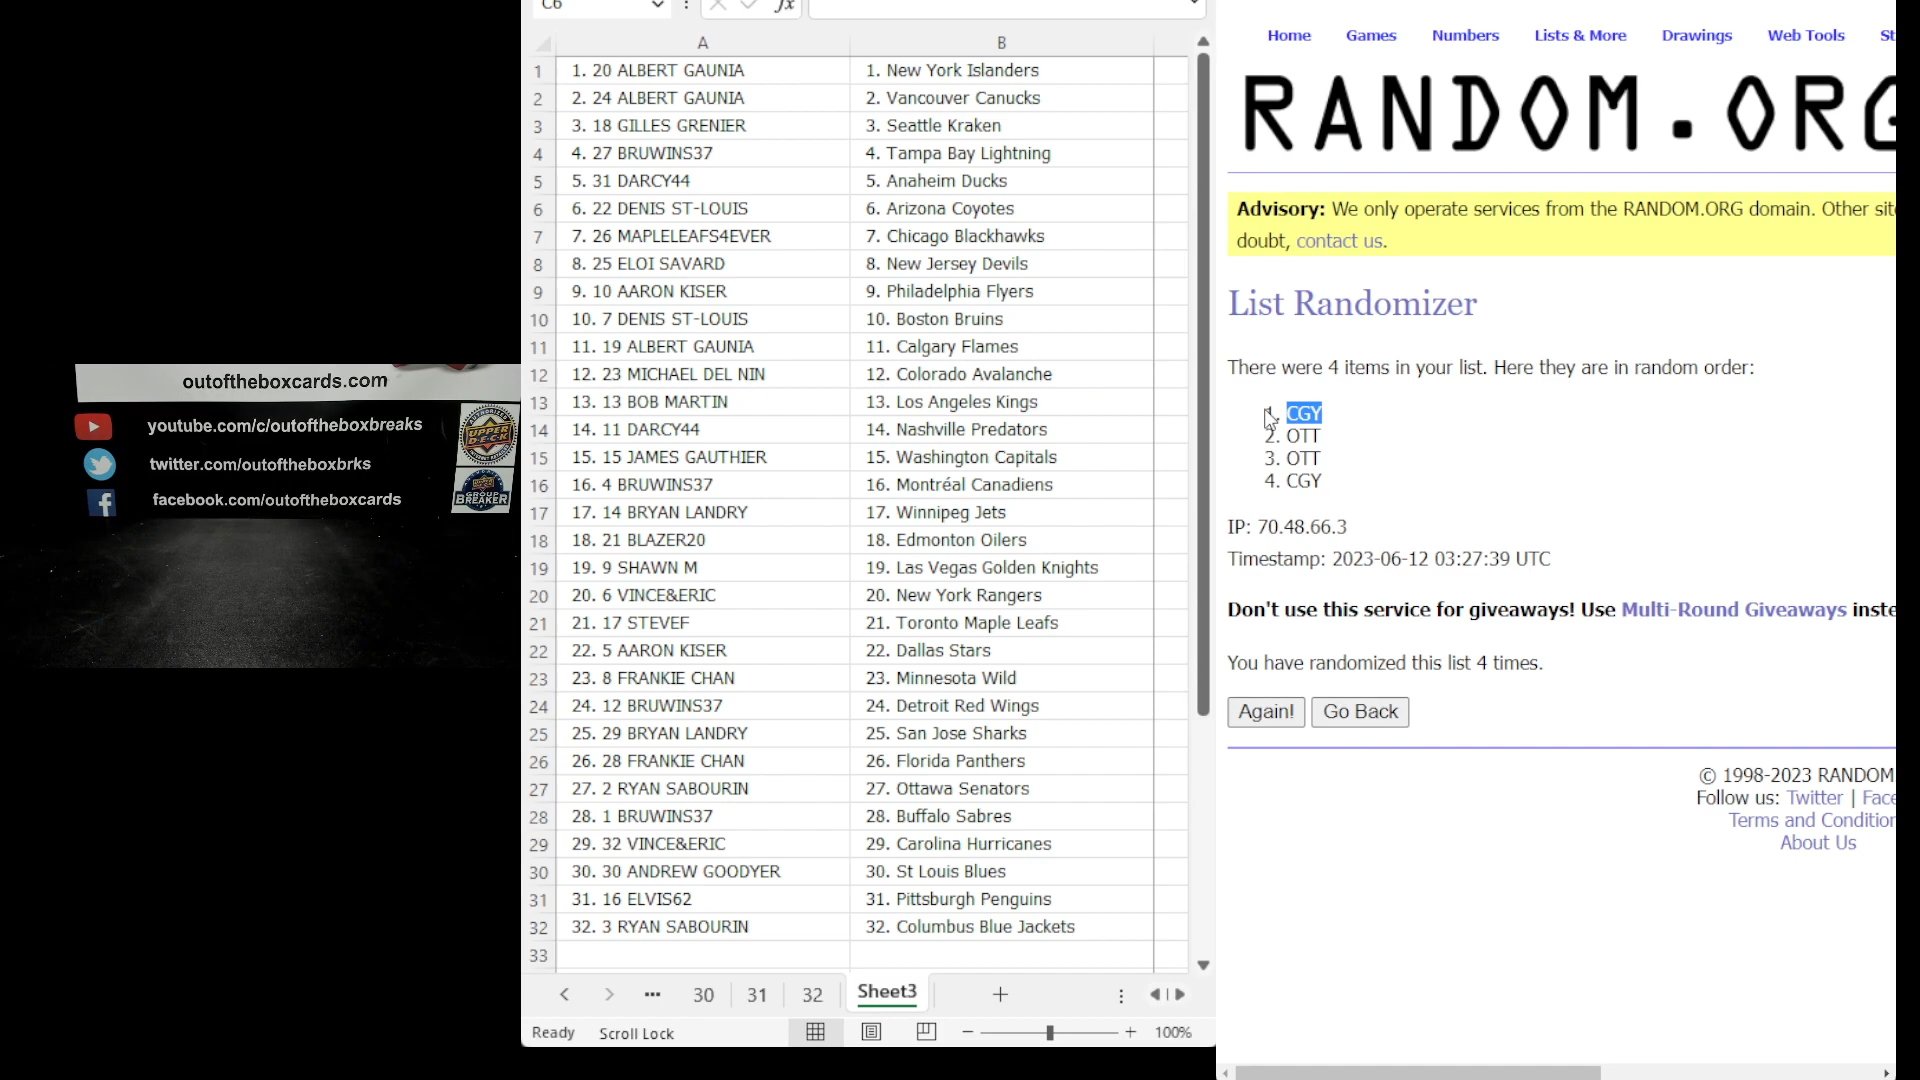 outoftheboxcards.com
youtube.com/c/outoftheboxbreaks
twitter.com/outoftheboxbrks
facebook.com/outoftheboxcards
UPPER DECK
GROUP BREAKER
C6
fx
A B
1 1. 20 ALBERT GAUNIA 1. New York Islanders
2 2. 24 ALBERT GAUNIA 2. Vancouver Canucks
3 3. 18 GILLES GRENIER 3. Seattle Kraken
4 4. 27 BRUWINS37 4. Tampa Bay Lightning
5 5. 31 DARCY44 5. Anaheim Ducks
6 6. 22 DENIS ST-LOUIS 6. Arizona Coyotes
7 7. 26 MAPLELEAFS4EVER 7. Chicago Blackhawks
8 8. 25 ELOI SAVARD 8. New Jersey Devils
9 9. 10 AARON KISER 9. Philadelphia Flyers
10 10. 7 DENIS ST-LOUIS 10. Boston Bruins
11 11. 19 ALBERT GAUNIA 11. Calgary Flames
12 12. 23 MICHAEL DEL NIN 12. Colorado Avalanche
13 13. 13 BOB MARTIN 13. Los Angeles Kings
14 14. 11 DARCY44 14. Nashville Predators
15 15. 15 JAMES GAUTHIER 15. Washington Capitals
16 16. 4 BRUWINS37 16. Montréal Canadiens
17 17. 14 BRYAN LANDRY 17. Winnipeg Jets
18 18. 21 BLAZER20 18. Edmonton Oilers
19 19. 9 SHAWN M 19. Las Vegas Golden Knights
20 20. 6 VINCE&ERIC 20. New York Rangers
21 21. 17 STEVEF 21. Toronto Maple Leafs
22 22. 5 AARON KISER 22. Dallas Stars
23 23. 8 FRANKIE CHAN 23. Minnesota Wild
24 24. 12 BRUWINS37 24. Detroit Red Wings
25 25. 29 BRYAN LANDRY 25. San Jose Sharks
26 26. 28 FRANKIE CHAN 26. Florida Panthers
27 27. 2 RYAN SABOURIN 27. Ottawa Senators
28 28. 1 BRUWINS37 28. Buffalo Sabres
29 29. 32 VINCE&ERIC 29. Carolina Hurricanes
30 30. 30 ANDREW GOODYER 30. St Louis Blues
31 31. 16 ELVIS62 31. Pittsburgh Penguins
32 32. 3 RYAN SABOURIN 32. Columbus Blue Jackets
33
... 30 31 32 Sheet3 +
Ready Scroll Lock − + 100%
Home Games Numbers Lists & More Drawings Web Tools St
RANDOM.ORG
Advisory: We only operate services from the RANDOM.ORG domain. Other site
doubt, contact us.
List Randomizer
There were 4 items in your list. Here they are in random order:
1. CGY
2. OTT
3. OTT
4. CGY
IP: 70.48.66.3
Timestamp: 2023-06-12 03:27:39 UTC
Don't use this service for giveaways! Use Multi-Round Giveaways inste
You have randomized this list 4 times.
Again! Go Back
© 1998-2023 RANDOM.
Follow us: Twitter | Face
Terms and Condition
About Us